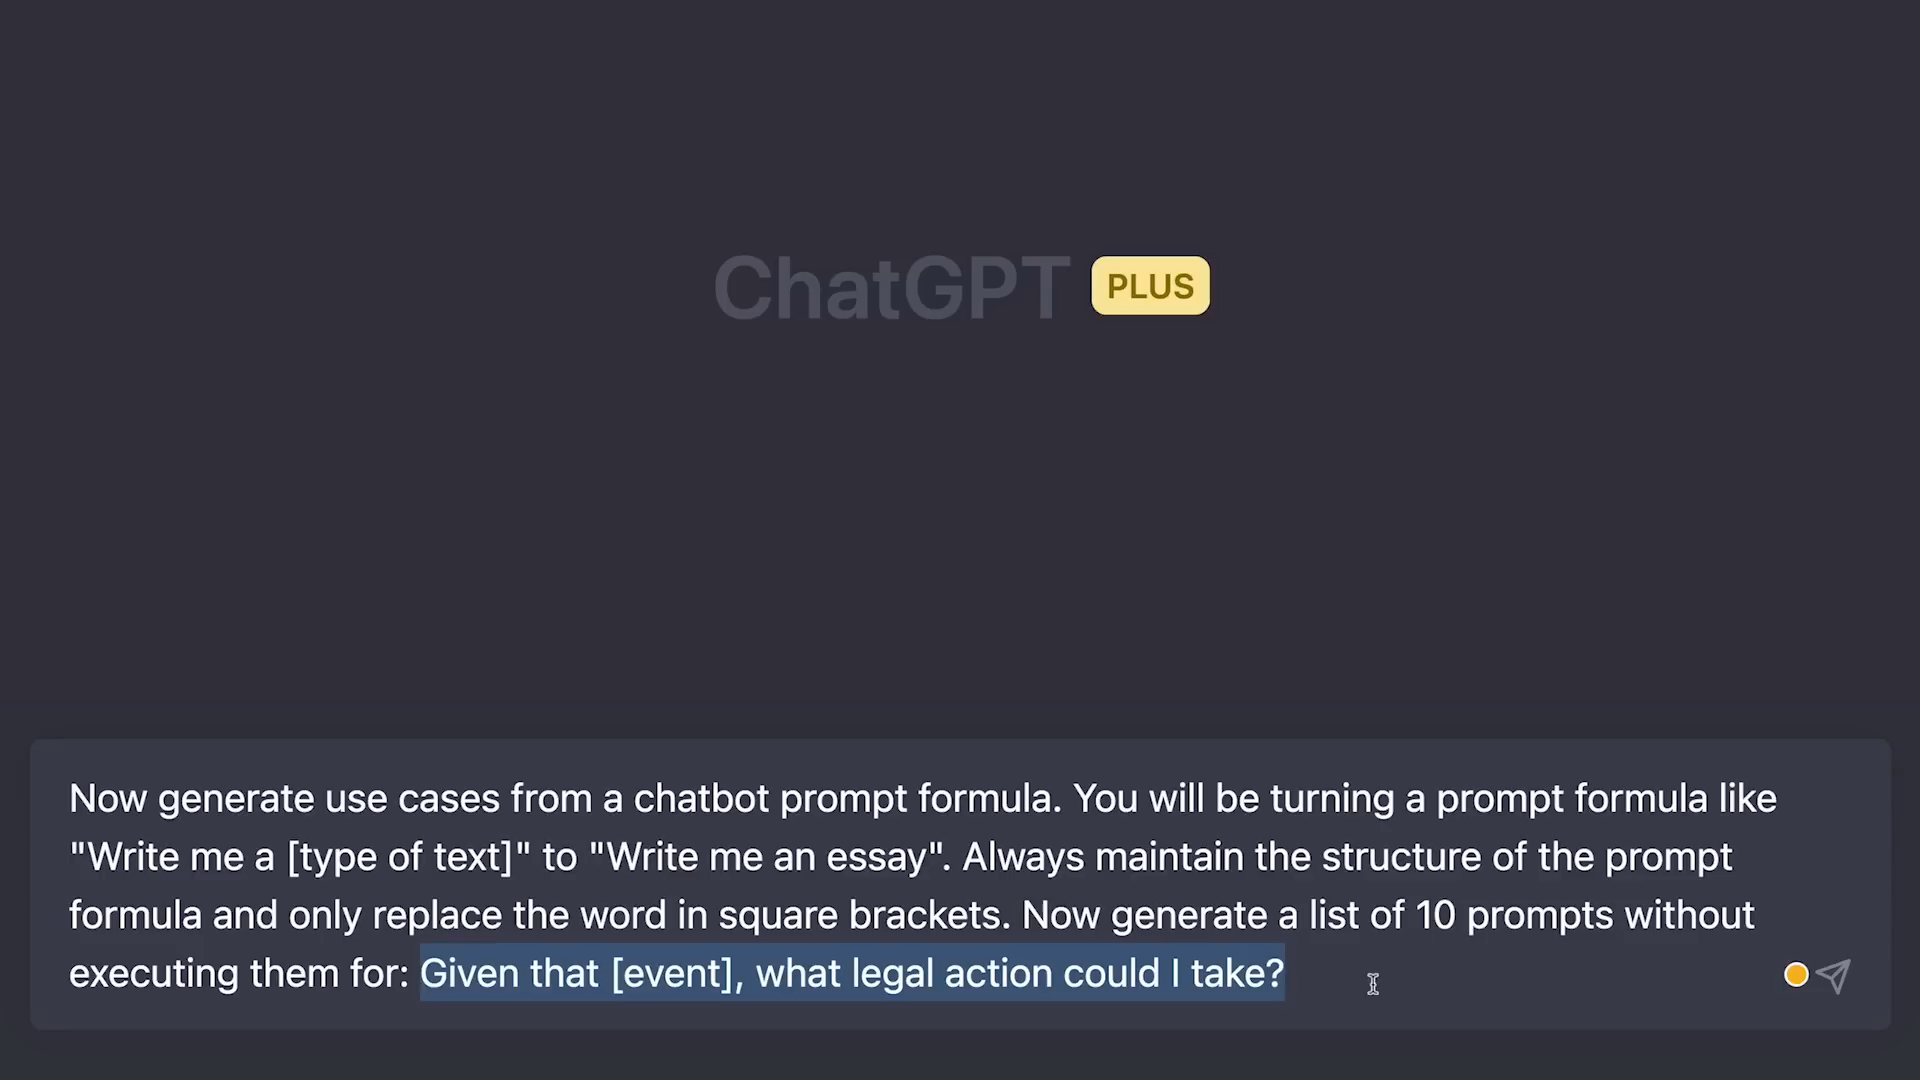 ChatGPT PLUS
Now generate use cases from a chatbot prompt formula. You will be turning a prompt formula like
"Write me a [type of text]" to "Write me an essay". Always maintain the structure of the prompt
formula and only replace the word in square brackets. Now generate a list of 10 prompts without
executing them for: Given that [event], what legal action could I take?